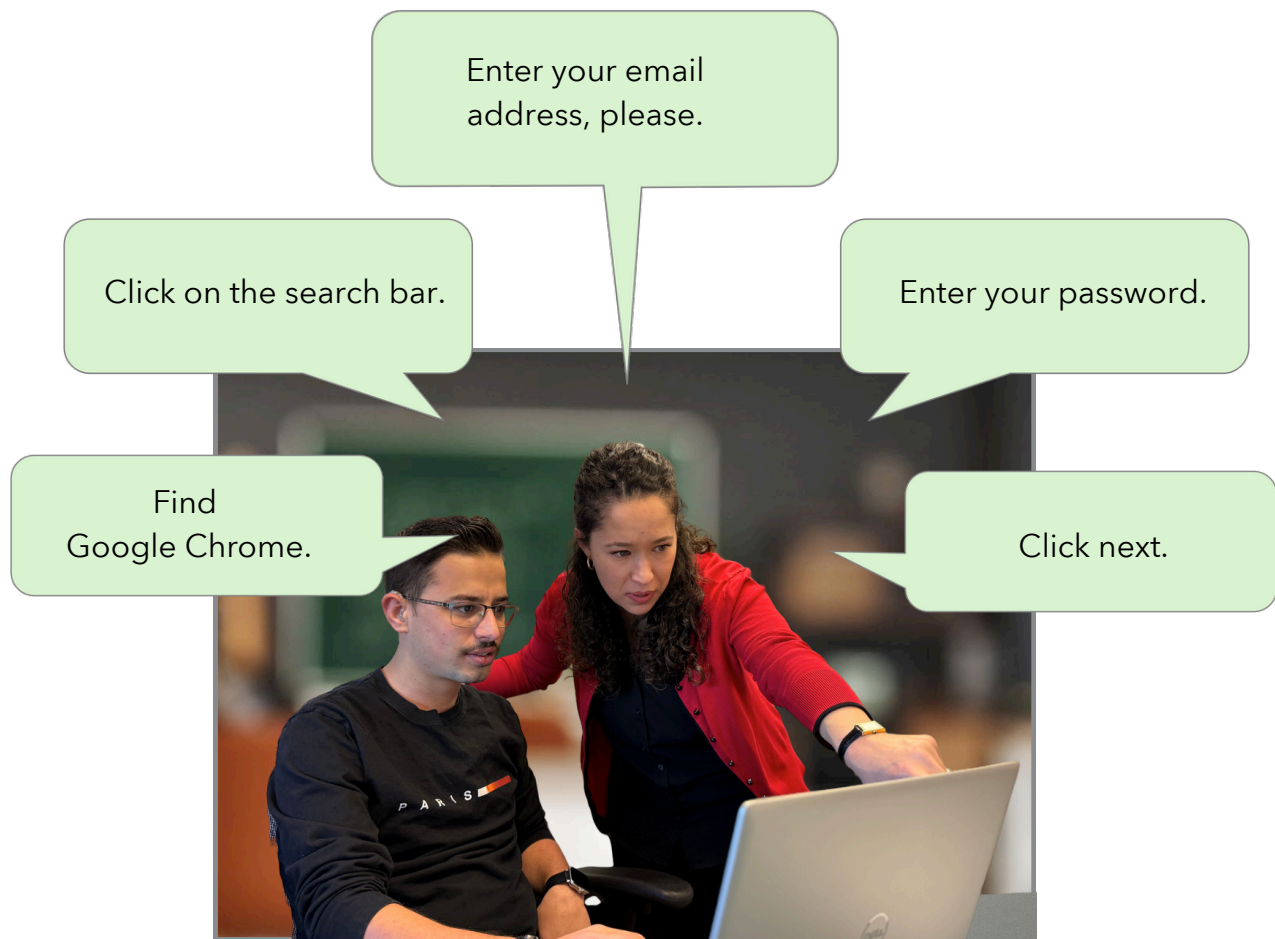 Enter your email
address, please.
Click on the search bar.
Enter your password.
Find
Google Chrome.
Click next.
PARIS
DELL